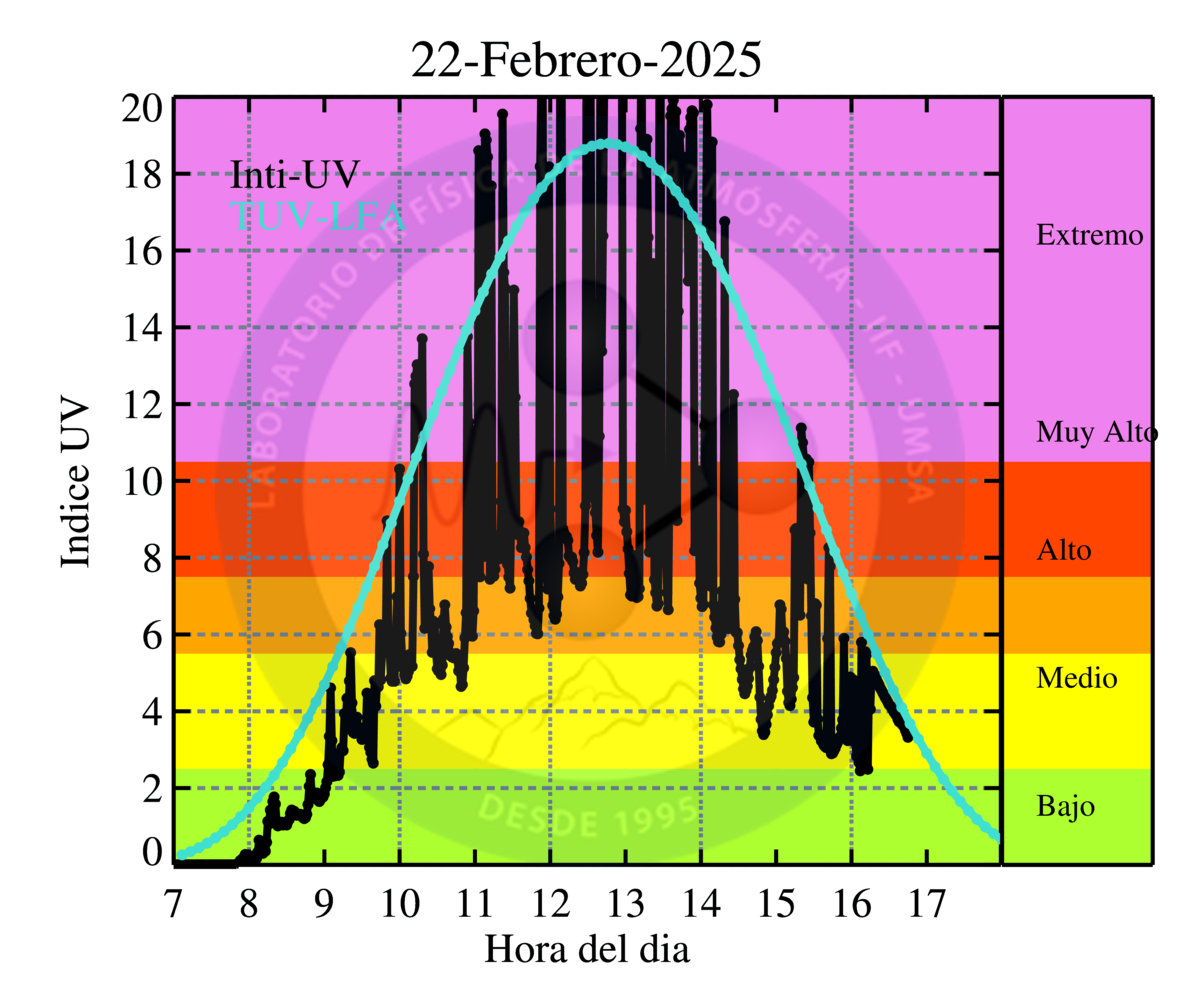 22-Febrero-2025
Indice UV
20
18
16
14
12
10
8
6
4
2
0
Inti-UV
TUV-LFA
LABORATORIO DE FÍSICA DE LA ATMÓSFERA - IIF - UMSA
DESDE 1995
Extremo
Muy Alto
Alto
Medio
Bajo
7 8 9 10 11 12 13 14 15 16 17
Hora del dia